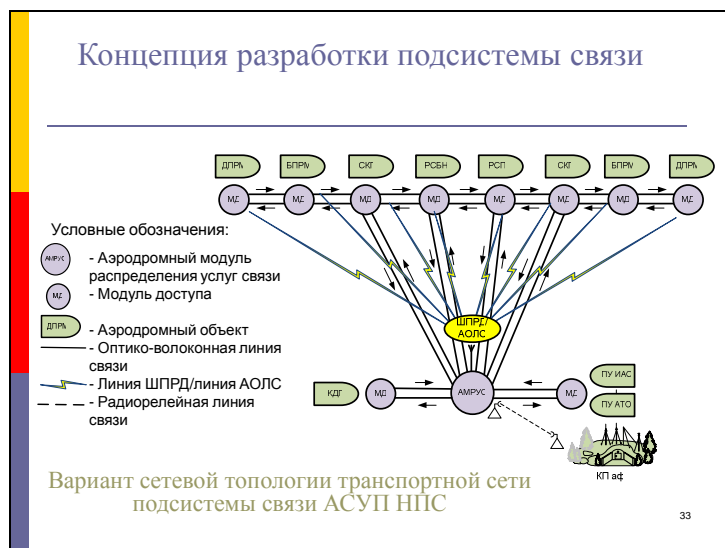 Концепция разработки подсистемы связи
ДПРМ БПРМ СКП РСБН РСП СКП БПРМ ДПРМ
МД МД МД МД МД МД МД МД
Условные обозначения:
АМРУС - Аэродромный модуль
распределения услуг связи
МД - Модуль доступа
ДПРМ - Аэродромный объект
- Оптико-волоконная линия
связи
- Линия ШПРД/линия АОЛС
- Радиорелейная линия
связи
ШПРД/
АОЛС
КДП МД АМРУС МД ПУ ИАС
ПУ АТО
КП аф
Вариант сетевой топологии транспортной сети
подсистемы связи АСУП НПС
33